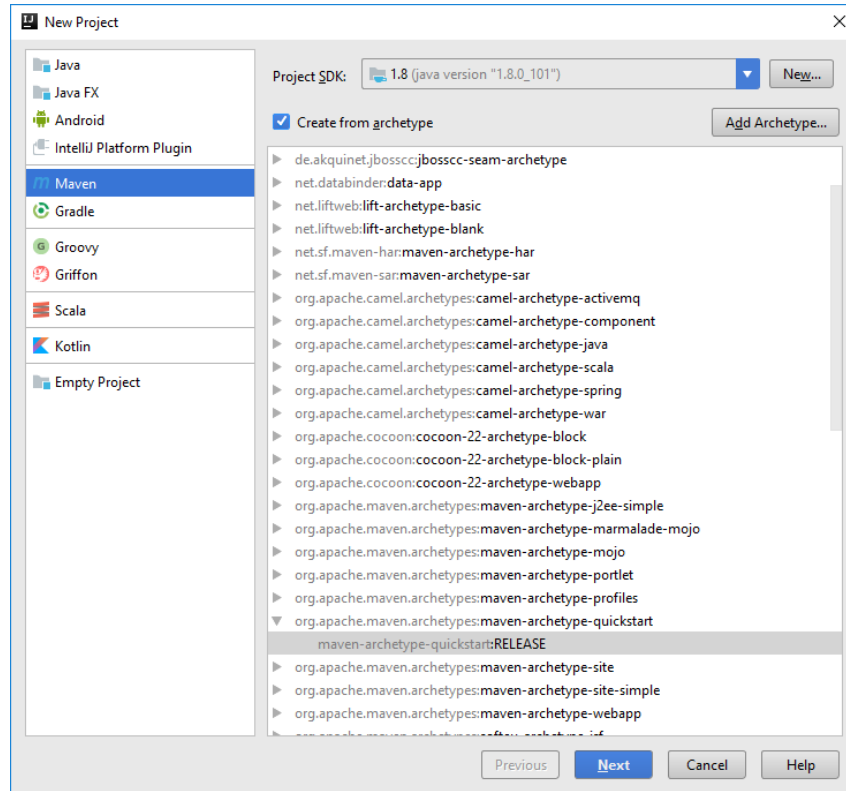 New Project
Java
Java FX
Android
IntelliJ Platform Plugin
Maven
Gradle
Groovy
Griffon
Scala
Kotlin
Empty Project
Project SDK: 1.8 (java version "1.8.0_101") New...
Create from archetype Add Archetype...
de.akquinet.jbosscc:jbosscc-seam-archetype
net.databinder:data-app
net.liftweb:lift-archetype-basic
net.liftweb:lift-archetype-blank
net.sf.maven-har:maven-archetype-har
net.sf.maven-sar:maven-archetype-sar
org.apache.camel.archetypes:camel-archetype-activemq
org.apache.camel.archetypes:camel-archetype-component
org.apache.camel.archetypes:camel-archetype-java
org.apache.camel.archetypes:camel-archetype-scala
org.apache.camel.archetypes:camel-archetype-spring
org.apache.camel.archetypes:camel-archetype-war
org.apache.cocoon:cocoon-22-archetype-block
org.apache.cocoon:cocoon-22-archetype-block-plain
org.apache.cocoon:cocoon-22-archetype-webapp
org.apache.maven.archetypes:maven-archetype-j2ee-simple
org.apache.maven.archetypes:maven-archetype-marmalade-mojo
org.apache.maven.archetypes:maven-archetype-mojo
org.apache.maven.archetypes:maven-archetype-portlet
org.apache.maven.archetypes:maven-archetype-profiles
org.apache.maven.archetypes:maven-archetype-quickstart
maven-archetype-quickstart:RELEASE
org.apache.maven.archetypes:maven-archetype-site
org.apache.maven.archetypes:maven-archetype-site-simple
org.apache.maven.archetypes:maven-archetype-webapp
Previous Next Cancel Help